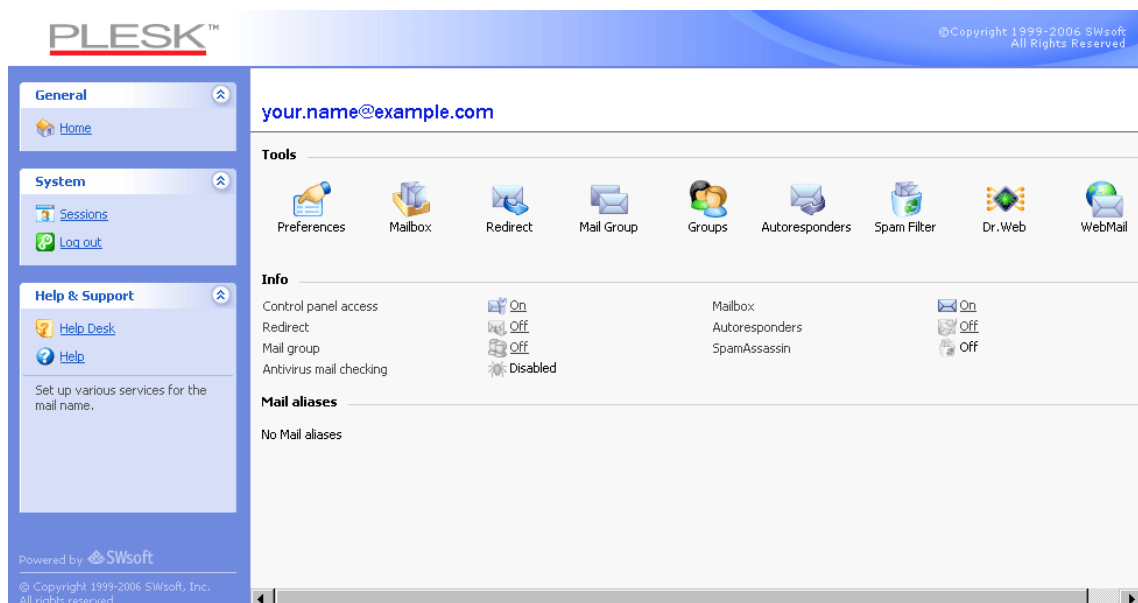 PLESK™
©Copyright 1999-2006 SWsoft
All Rights Reserved
General
Home
System
Sessions
Log out
Help & Support
Help Desk
Help
Set up various services for the
mail name.
Powered by SWsoft
© Copyright 1999-2006 SWsoft, Inc.
All rights reserved
your.name@example.com
Tools
Preferences Mailbox Redirect Mail Group Groups Autoresponders Spam Filter Dr.Web WebMail
Info
Control panel access On Mailbox On
Redirect Off Autoresponders Off
Mail group Off SpamAssassin Off
Antivirus mail checking Disabled
Mail aliases
No Mail aliases